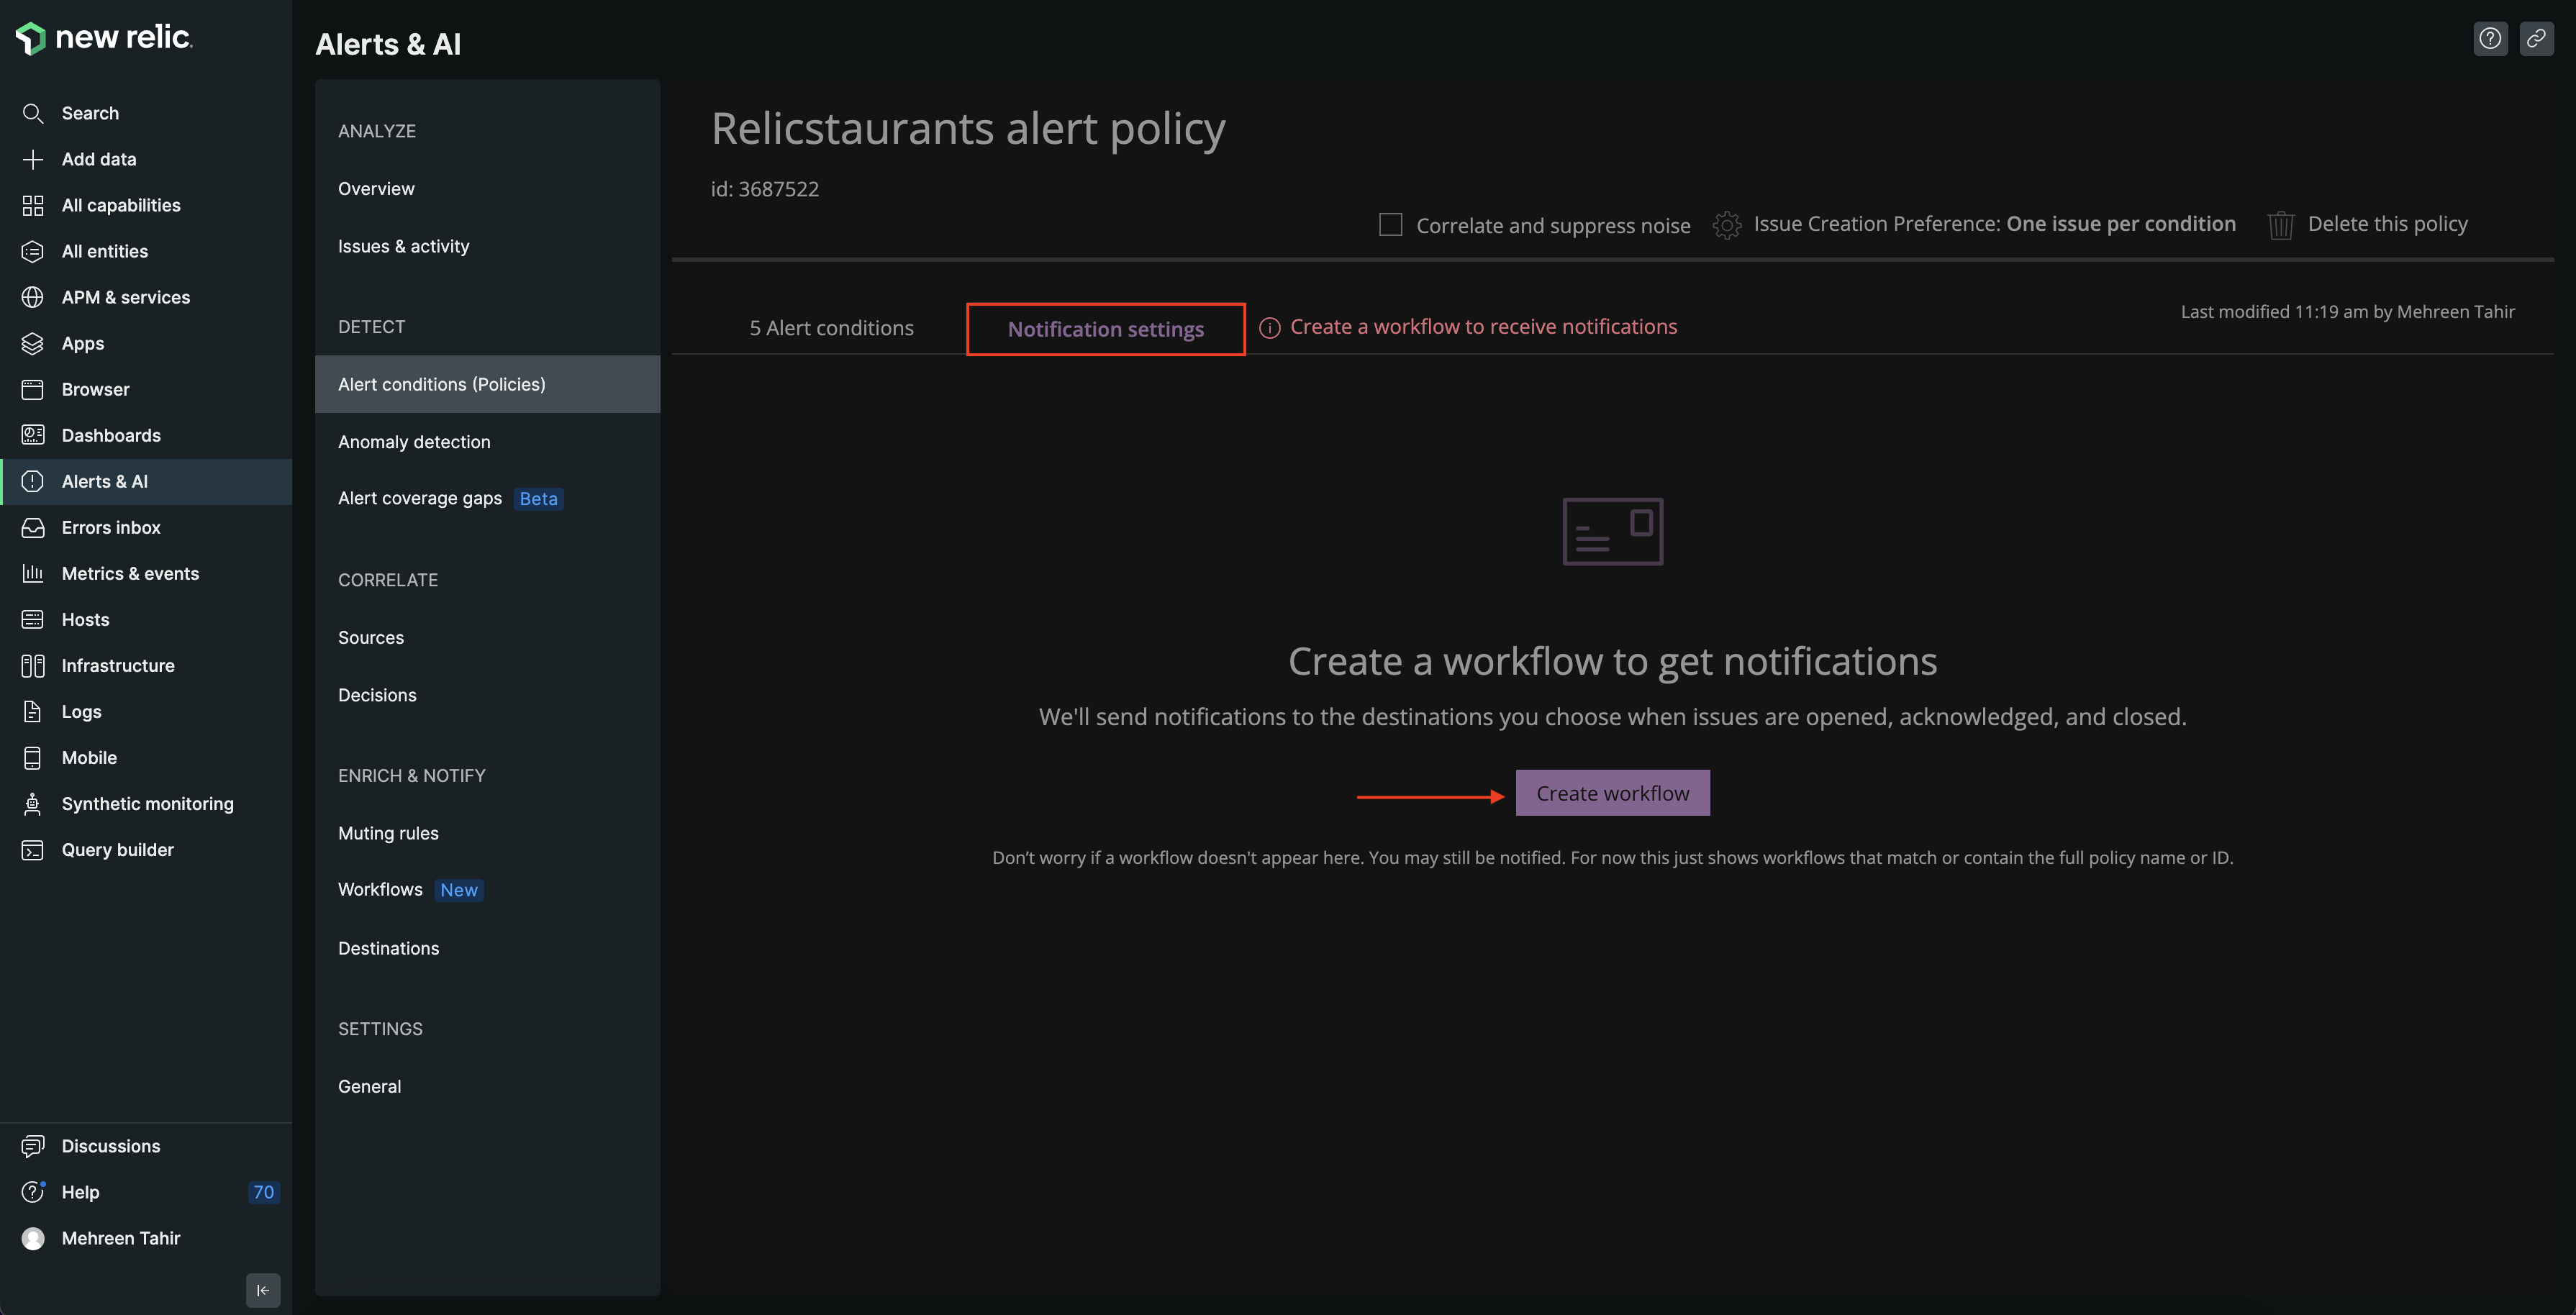 new relic.
Search
Add data
All capabilities
All entities
APM & services
Apps
Browser
Dashboards
Alerts & AI
Errors inbox
Metrics & events
Hosts
Infrastructure
Logs
Mobile
Synthetic monitoring
Query builder
Discussions
Help 70
Mehreen Tahir
Alerts & AI
ANALYZE
Overview
Issues & activity
DETECT
Alert conditions (Policies)
Anomaly detection
Alert coverage gaps Beta
CORRELATE
Sources
Decisions
ENRICH & NOTIFY
Muting rules
Workflows New
Destinations
SETTINGS
General
Relicstaurants alert policy
id: 3687522
Correlate and suppress noise Issue Creation Preference: One issue per condition Delete this policy
5 Alert conditions Notification settings Create a workflow to receive notifications Last modified 11:19 am by Mehreen Tahir
Create a workflow to get notifications
We'll send notifications to the destinations you choose when issues are opened, acknowledged, and closed.
Create workflow
Don’t worry if a workflow doesn't appear here. You may still be notified. For now this just shows workflows that match or contain the full policy name or ID.